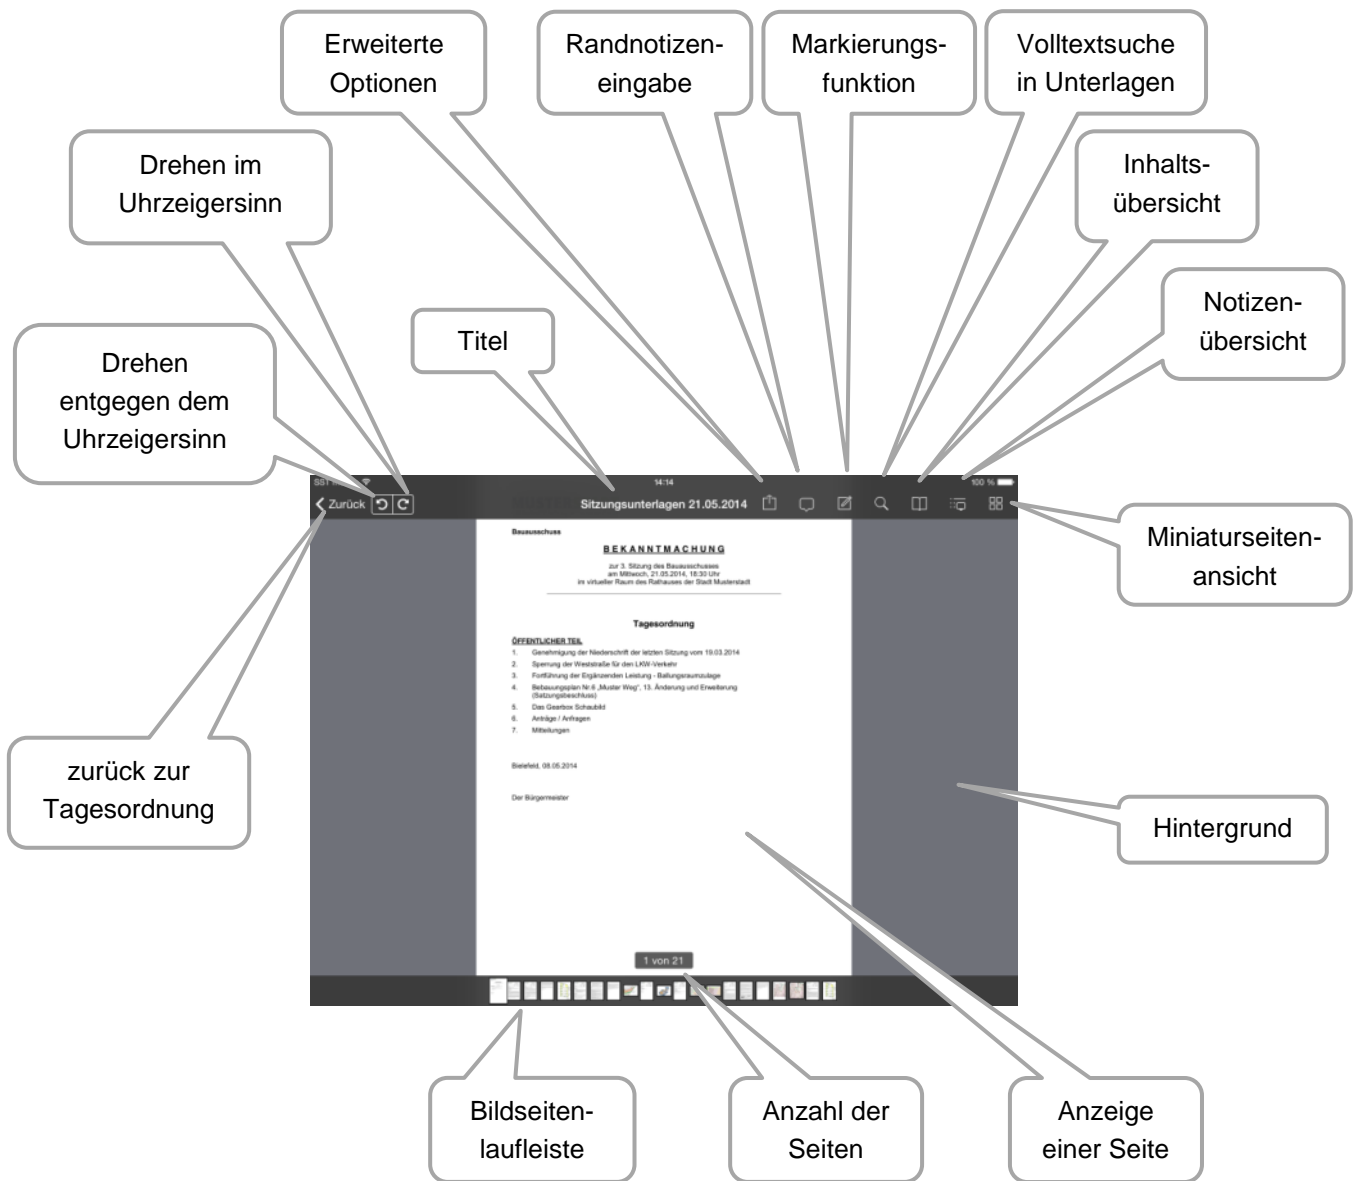 Erweiterte
Optionen
Randnotizen-
eingabe
Markierungs-
funktion
Volltextsuche
in Unterlagen
Drehen im
Uhrzeigersinn
Inhalts-
übersicht
Notizen-
übersicht
Titel
Drehen
entgegen dem
Uhrzeigersinn
14:14
100 %
Zurück
Sitzungsunterlagen 21.05.2014
Miniaturseiten-
ansicht
Bauausschuss
BEKANNTMACHUNG
zur 3. Sitzung des Bauausschusses
am Mittwoch, 21.05.2014, 18:30 Uhr
im virtueller Raum des Rathauses der Stadt Musterstadt
Tagesordnung
ÖFFENTLICHER TEIL
1. Genehmigung der Niederschrift der letzten Sitzung vom 19.03.2014
2. Sperrung der Weststraße für den LKW-Verkehr
3. Fortführung der Ergänzenden Leistung - Ballungsraumzulage
4. Bebauungsplan Nr.6 „Muster Weg“, 13. Änderung und Erweiterung
(Satzungsbeschluss)
5. Das Gearbox Schaubild
6. Anträge / Anfragen
7. Mitteilungen
Bielefeld, 08.05.2014
Der Bürgermeister
zurück zur
Tagesordnung
Hintergrund
1 von 21
Bildseiten-
laufleiste
Anzahl der
Seiten
Anzeige
einer Seite